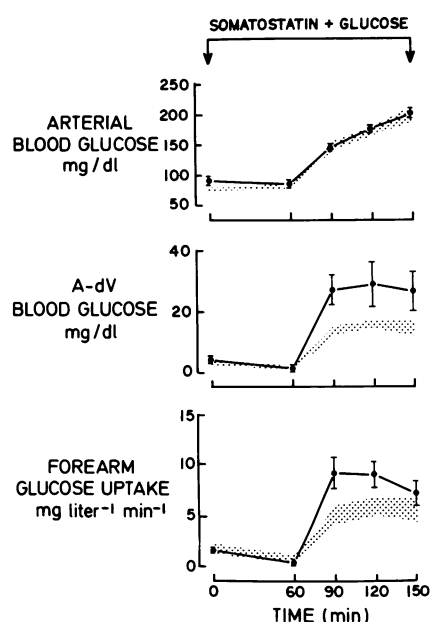 SOMATOSTATIN + GLUCOSE
ARTERIAL
BLOOD GLUCOSE
mg/dl
250
200
150
100
50
A-dV
BLOOD GLUCOSE
mg/dl
40
20
0
FOREARM
GLUCOSE UPTAKE
mg liter⁻¹ min⁻¹
15
10
5
0
0 60 90 120 150
TIME (min)